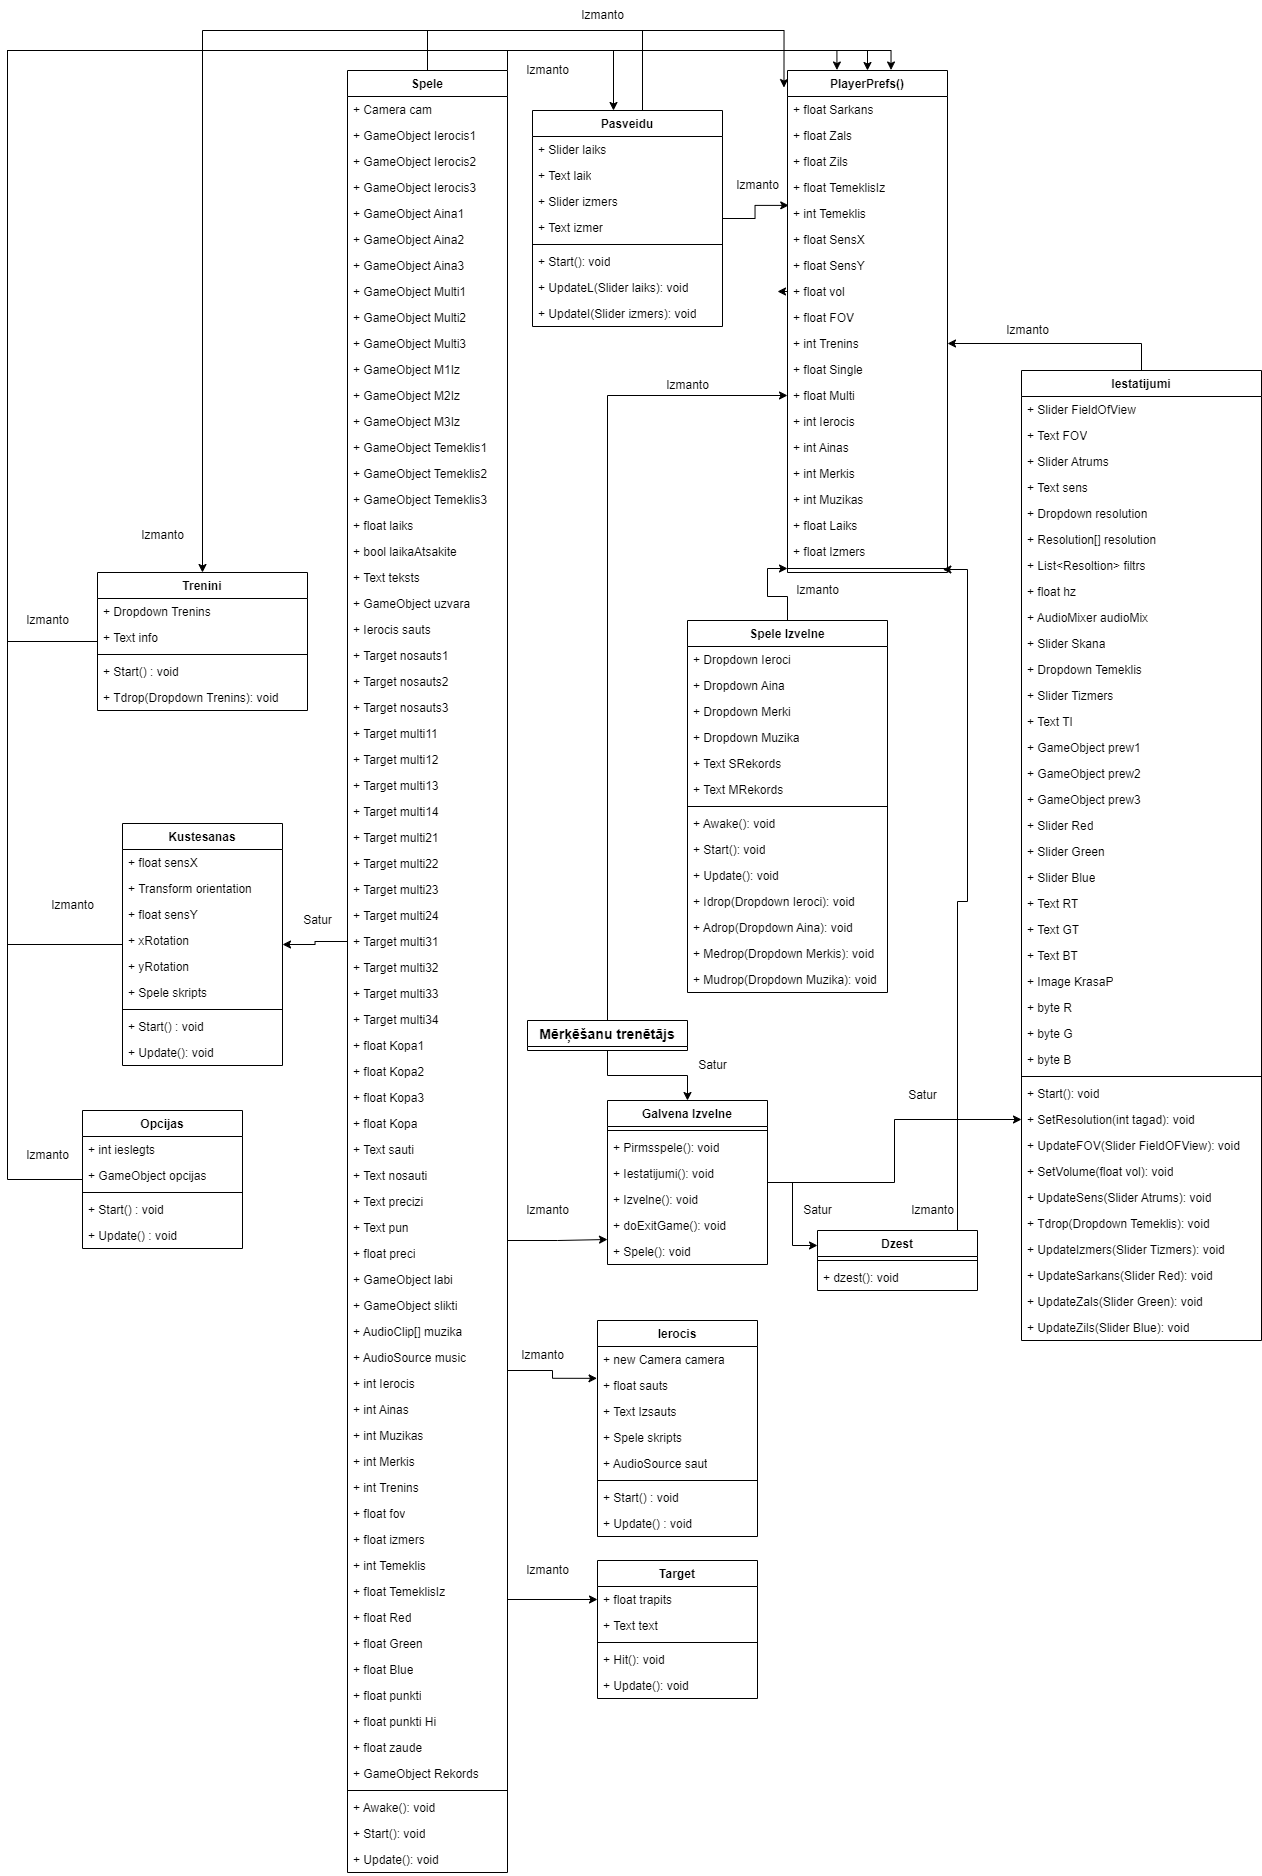 Izmanto
Izmanto
Spele
+ Camera cam
+ GameObject Ierocis1
+ GameObject Ierocis2
+ GameObject Ierocis3
+ GameObject Aina1
+ GameObject Aina2
+ GameObject Aina3
+ GameObject Multi1
+ GameObject Multi2
+ GameObject Multi3
+ GameObject M1Iz
+ GameObject M2Iz
+ GameObject M3Iz
+ GameObject Temeklis1
+ GameObject Temeklis2
+ GameObject Temeklis3
+ float laiks
+ bool laikaAtsakite
+ Text teksts
+ GameObject uzvara
+ Ierocis sauts
+ Target nosauts1
+ Target nosauts2
+ Target nosauts3
+ Target multi11
+ Target multi12
+ Target multi13
+ Target multi14
+ Target multi21
+ Target multi22
+ Target multi23
+ Target multi24
+ Target multi31
+ Target multi32
+ Target multi33
+ Target multi34
+ float Kopa1
+ float Kopa2
+ float Kopa3
+ float Kopa
+ Text sauti
+ Text nosauti
+ Text precizi
+ Text pun
+ float preci
+ GameObject labi
+ GameObject slikti
+ AudioClip[] muzika
+ AudioSource music
+ int Ierocis
+ int Ainas
+ int Muzikas
+ int Merkis
+ int Trenins
+ float fov
+ float izmers
+ int Temeklis
+ float TemeklisIz
+ float Red
+ float Green
+ float Blue
+ float punkti
+ float punkti Hi
+ float zaude
+ GameObject Rekords
+ Awake(): void
+ Start(): void
+ Update(): void
Pasveidu
+ Slider laiks
+ Text laik
+ Slider izmers
+ Text izmer
+ Start(): void
+ UpdateL(Slider laiks): void
+ UpdateI(Slider izmers): void
Izmanto
PlayerPrefs()
+ float Sarkans
+ float Zals
+ float Zils
+ float TemeklisIz
+ int Temeklis
+ float SensX
+ float SensY
+ float vol
+ float FOV
+ int Trenins
+ float Single
+ float Multi
+ int Ierocis
+ int Ainas
+ int Merkis
+ int Muzikas
+ float Laiks
+ float Izmers
Izmanto
Izmanto
Iestatijumi
+ Slider FieldOfView
+ Text FOV
+ Slider Atrums
+ Text sens
+ Dropdown resolution
+ Resolution[] resolution
+ List<Resoltion> filtrs
+ float hz
+ AudioMixer audioMix
+ Slider Skana
+ Dropdown Temeklis
+ Slider Tizmers
+ Text TI
+ GameObject prew1
+ GameObject prew2
+ GameObject prew3
+ Slider Red
+ Slider Green
+ Slider Blue
+ Text RT
+ Text GT
+ Text BT
+ Image KrasaP
+ byte R
+ byte G
+ byte B
+ Start(): void
+ SetResolution(int tagad): void
+ UpdateFOV(Slider FieldOFView): void
+ SetVolume(float vol): void
+ UpdateSens(Slider Atrums): void
+ Tdrop(Dropdown Temeklis): void
+ UpdateIzmers(Slider Tizmers): void
+ UpdateSarkans(Slider Red): void
+ UpdateZals(Slider Green): void
+ UpdateZils(Slider Blue): void
Izmanto
Trenini
+ Dropdown Trenins
+ Text info
+ Start() : void
+ Tdrop(Dropdown Trenins): void
Izmanto
Izmanto
Spele Izvelne
+ Dropdown Ieroci
+ Dropdown Aina
+ Dropdown Merki
+ Dropdown Muzika
+ Text SRekords
+ Text MRekords
+ Awake(): void
+ Start(): void
+ Update(): void
+ Idrop(Dropdown Ieroci): void
+ Adrop(Dropdown Aina): void
+ Medrop(Dropdown Merkis): void
+ Mudrop(Dropdown Muzika): void
Kustesanas
+ float sensX
+ Transform orientation
+ float sensY
+ xRotation
+ yRotation
+ Spele skripts
+ Start() : void
+ Update(): void
Izmanto
Satur
Mērķēšanu trenētājs
Satur
Galvena Izvelne
+ Pirmsspele(): void
+ Iestatijumi(): void
+ Izvelne(): void
+ doExitGame(): void
+ Spele(): void
Opcijas
+ int ieslegts
+ GameObject opcijas
+ Start() : void
+ Update() : void
Izmanto
Satur
Izmanto
Satur
Izmanto
Dzest
+ dzest(): void
Izmanto
Ierocis
+ new Camera camera
+ float sauts
+ Text Izsauts
+ Spele skripts
+ AudioSource saut
+ Start() : void
+ Update() : void
Izmanto
Target
+ float trapits
+ Text text
+ Hit(): void
+ Update(): void